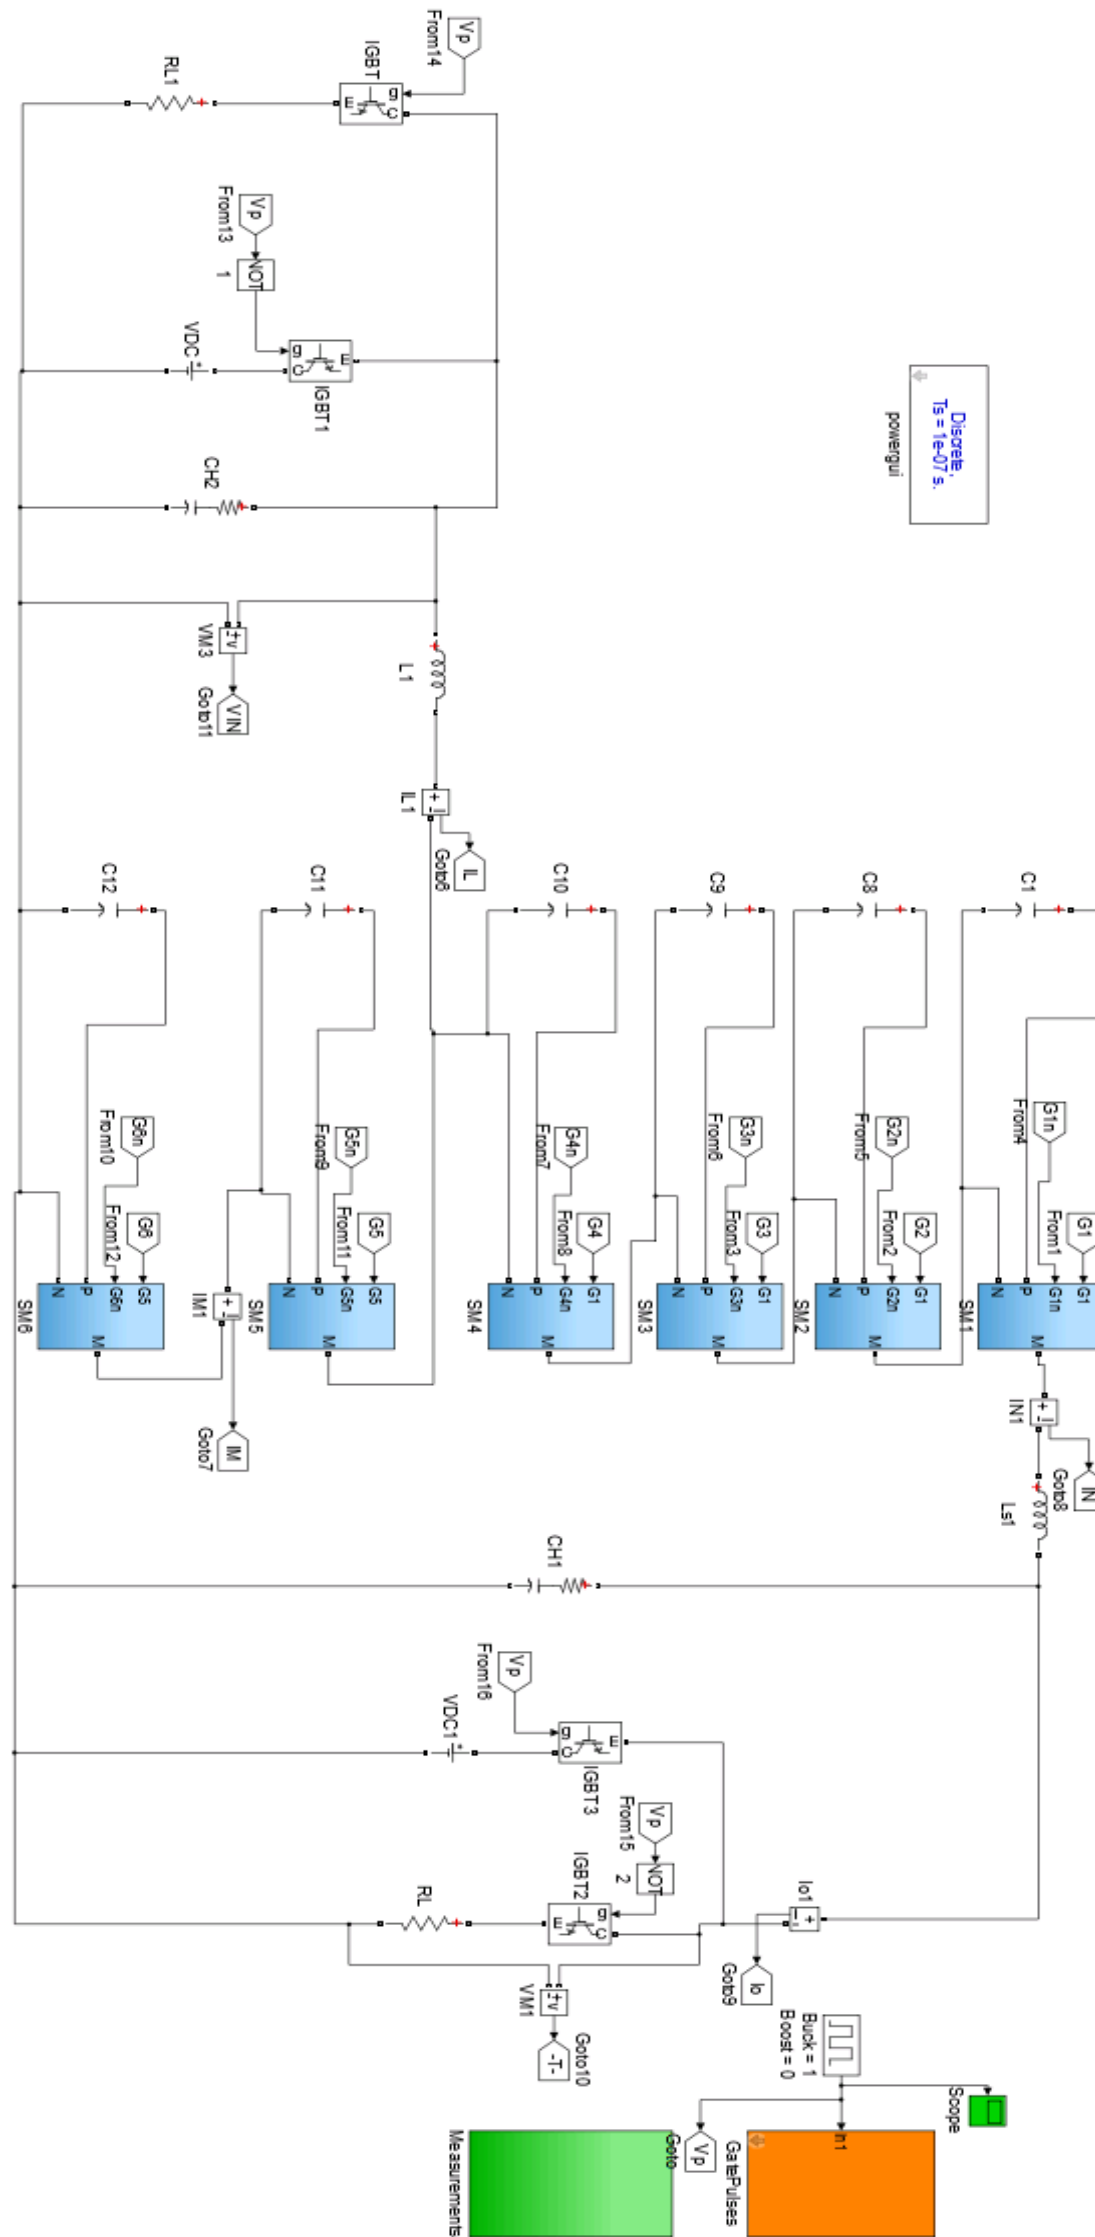 Discrete,
Ts = 1e-07 s.
powergui
Vp
From14
IGBT
g
C
E
RL1
Vp
From13
NOT
1
IGBT1
g
C
E
VDC
CH2
VM3
+v
-
VIN
Goto11
L1
IL1
+ i
-
IL
Goto6
C1
G1n
From4
G1
From1
G1
G1n
P
N
M
SM1
C8
G2n
From5
G2
From2
G1
G2n
P
N
M
SM2
C9
G3n
From6
G3
From3
G1
G3n
P
N
M
SM3
C10
G4n
From7
G4
From8
G1
G4n
P
N
M
SM4
C11
G5n
From9
G5
From11
G5
G5n
P
N
M
SM5
C12
G6n
From10
G6
From12
G5
G6n
P
N
M
SM6
IM1
+ i
-
IM
Goto7
IN1
+ i
-
IN
Goto8
Ls1
CH1
Vp
From16
IGBT3
g
C
E
VDC1
Vp
From15
NOT
2
IGBT2
g
C
E
RL
Io1
+
i -
Io
Goto9
VM1
+v
-
-T-
Goto10
Buck = 1
Boost = 0
Scope
Vp
Goto
In1
GatePulses
Measurements